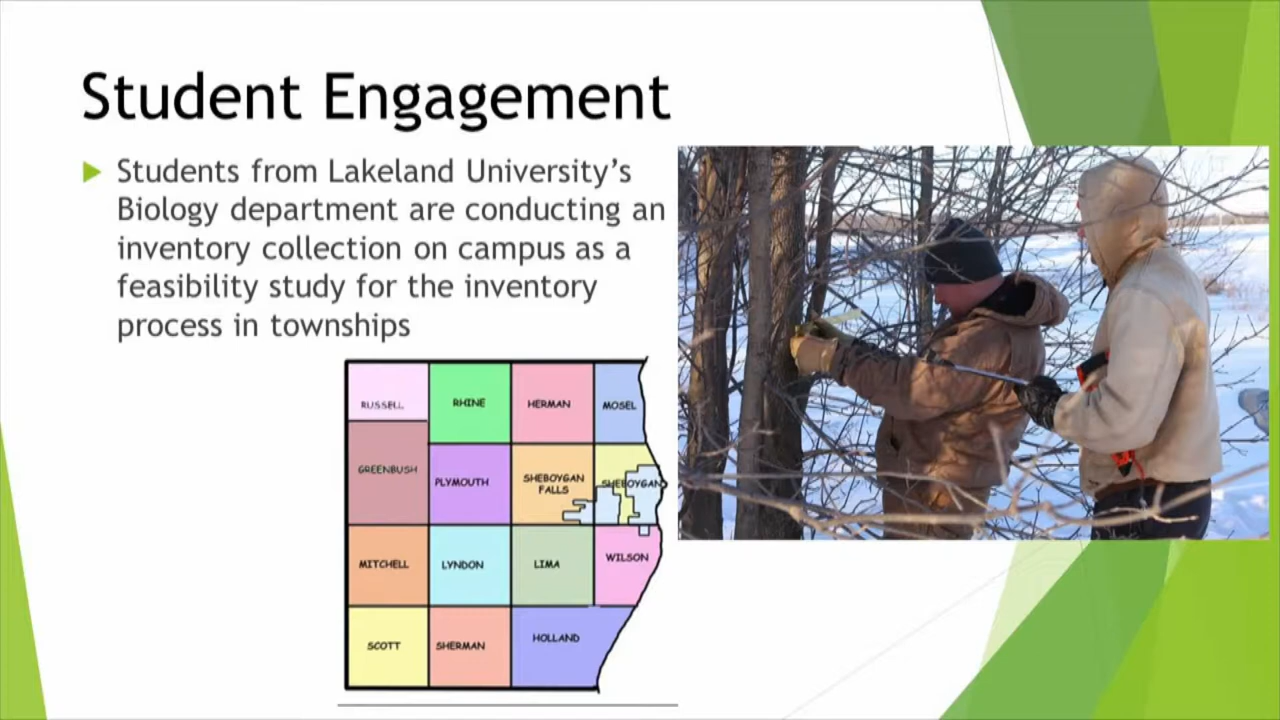 Student Engagement
Students from Lakeland University's
Biology department are conducting an
inventory collection on campus as a
feasibility study for the inventory
process in townships
RUSSELL
RHINE
HERMAN
MOSEL
GREENBUSH
PLYMOUTH
SHEBOYGAN
FALLS
SHEBOYGAN
MITCHELL
LYNDON
LIMA
WILSON
SCOTT
SHERMAN
HOLLAND